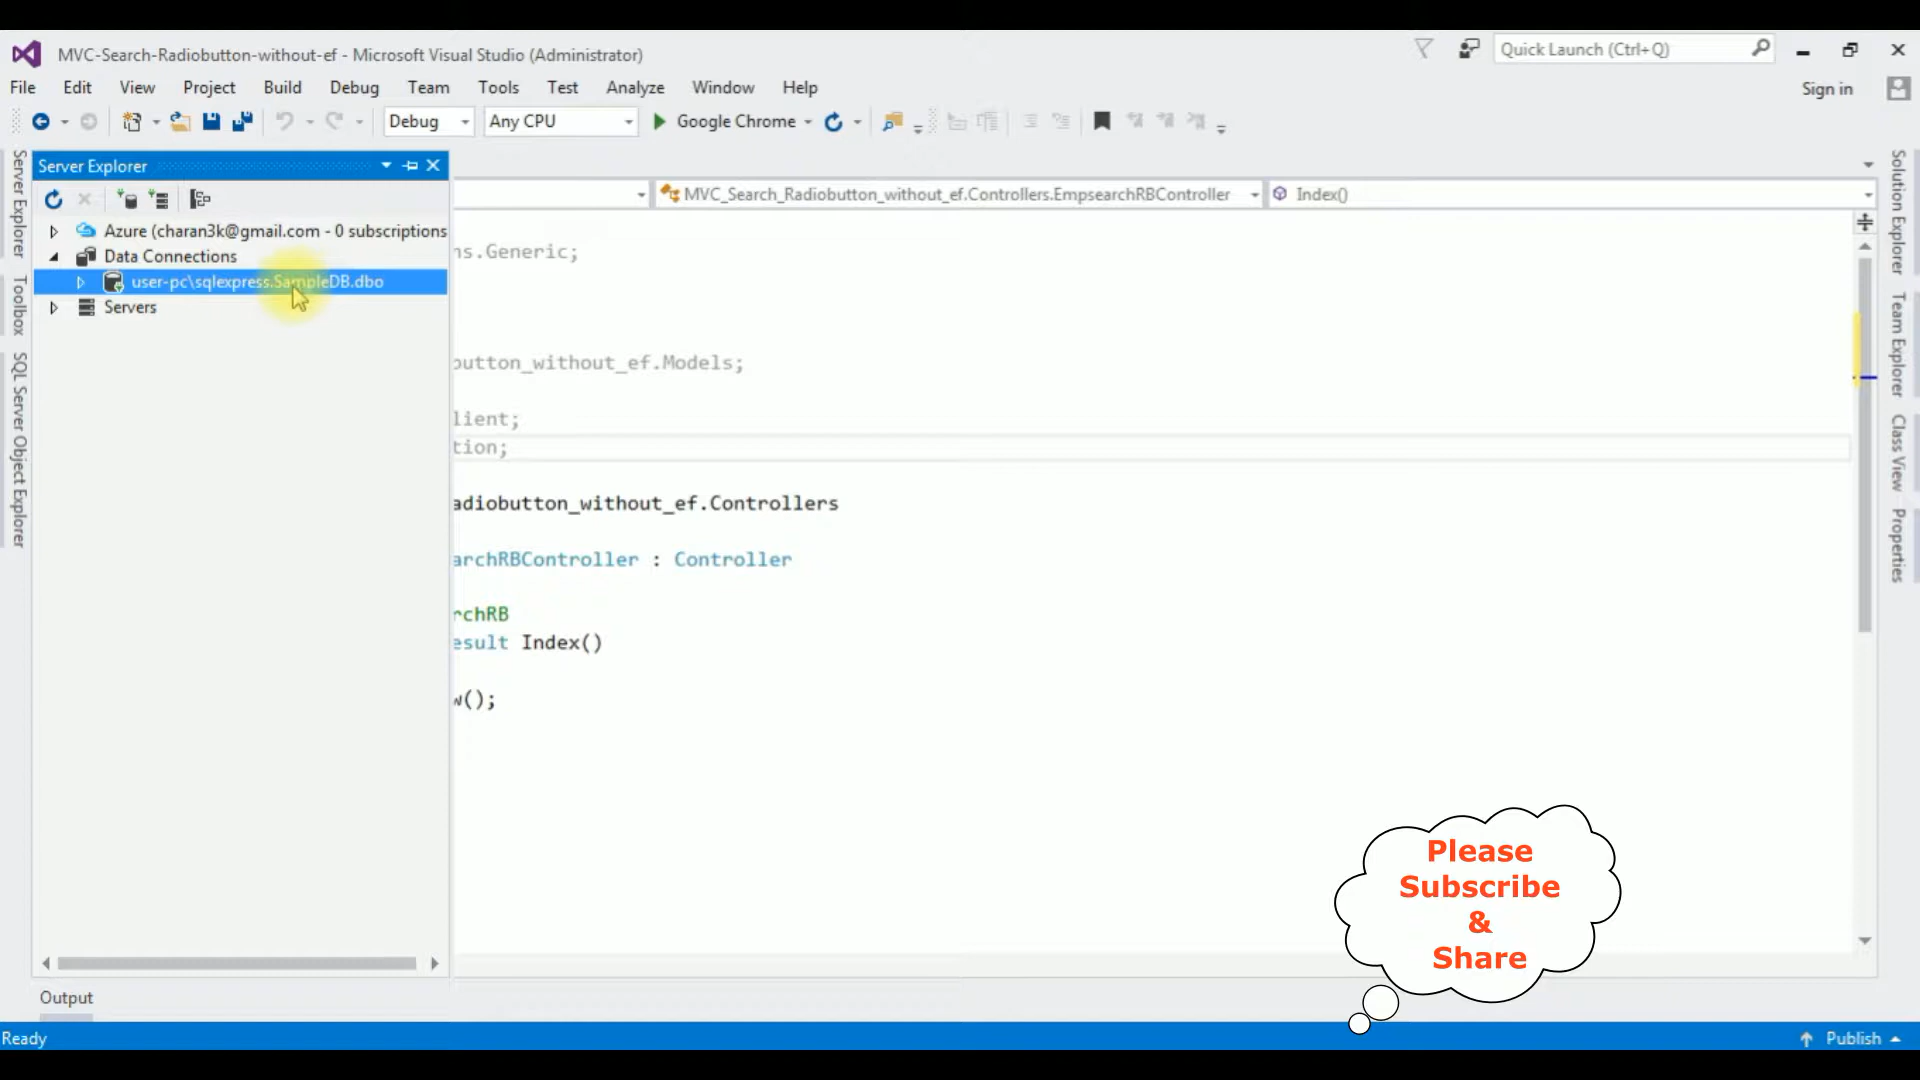 MVC-Search-Radiobutton-without-ef - Microsoft Visual Studio (Administrator)
Quick Launch (Ctrl+Q)
File Edit View Project Build Debug Team Tools Test Analyze Window Help
Sign in
Debug Any CPU Google Chrome
Server Explorer
Toolbox
SQL Server Object Explorer
Server Explorer
Azure (charan3k@gmail.com - 0 subscriptions
Data Connections
user-pc\sqlexpress.SampleDB.dbo
Servers
MVC_Search_Radiobutton_without_ef.Controllers.EmpsearchRBController
Index()
ns.Generic;
button_without_ef.Models;
lient;
tion;
adiobutton_without_ef.Controllers
archRBController : Controller
rchRB
esult Index()
w();
Solution Explorer
Team Explorer
Class View
Properties
Please
Subscribe
&
Share
Output
Ready
Publish